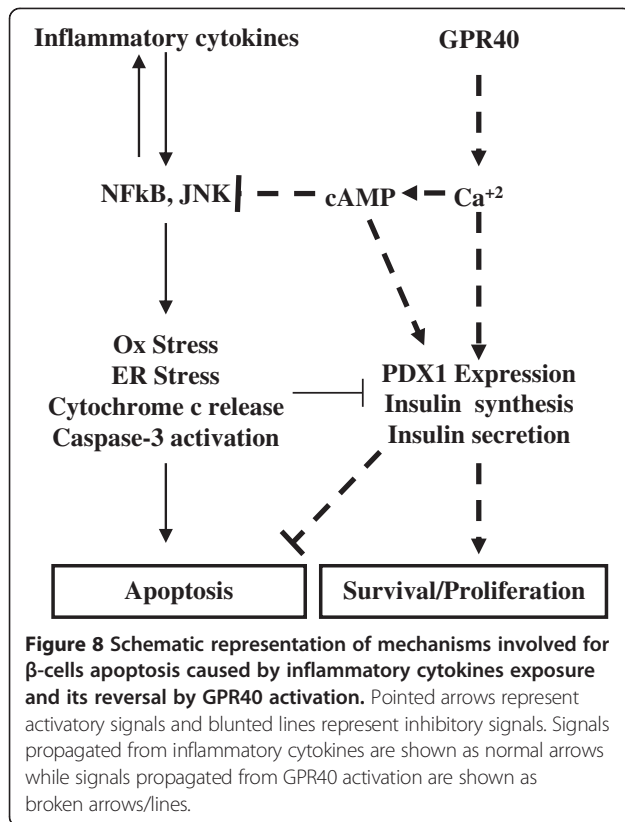 Inflammatory cytokines GPR40
NFkB, JNK cAMP Ca+2
Ox Stress
ER Stress
Cytochrome c release
Caspase-3 activation
PDX1 Expression
Insulin synthesis
Insulin secretion
Apoptosis Survival/Proliferation
Figure 8 Schematic representation of mechanisms involved for
β-cells apoptosis caused by inflammatory cytokines exposure
and its reversal by GPR40 activation. Pointed arrows represent
activatory signals and blunted lines represent inhibitory signals. Signals
propagated from inflammatory cytokines are shown as normal arrows
while signals propagated from GPR40 activation are shown as
broken arrows/lines.